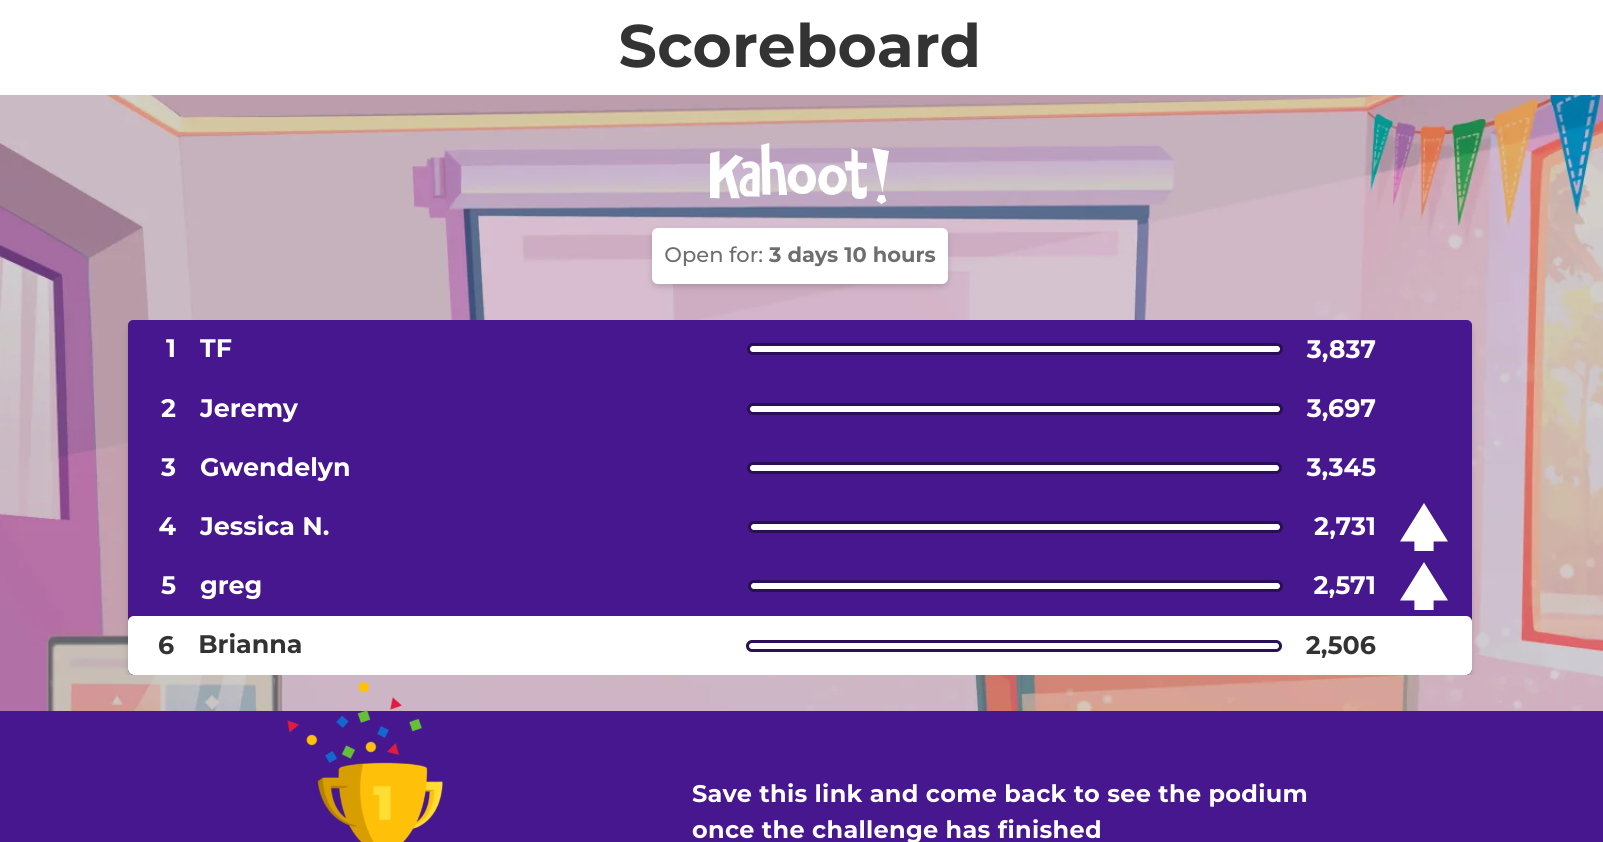 Scoreboard
Kahoot!
Open for: 3 days 10 hours
1 TF 3,837
2 Jeremy 3,697
3 Gwendelyn 3,345
4 Jessica N. 2,731
5 greg 2,571
6 Brianna 2,506
1
Save this link and come back to see the podium
once the challenge has finished